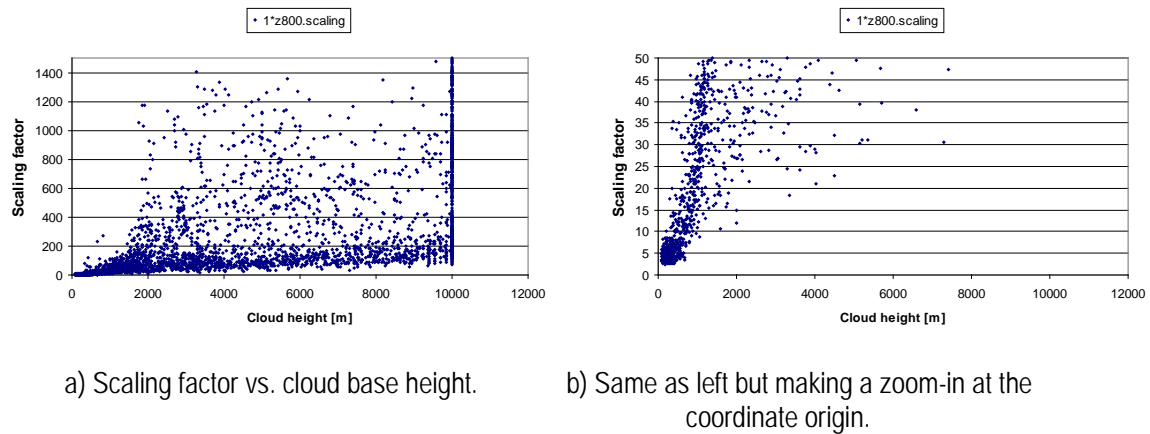 1*z800.scaling
1400
1200
1000
800
600
400
200
0
Scaling factor
0 2000 4000 6000 8000 10000 12000
Cloud height [m]
1*z800.scaling
50
45
40
35
30
25
20
15
10
5
0
Scaling factor
0 2000 4000 6000 8000 10000 12000
Cloud height [m]
a) Scaling factor vs. cloud base height.
b) Same as left but making a zoom-in at the
coordinate origin.